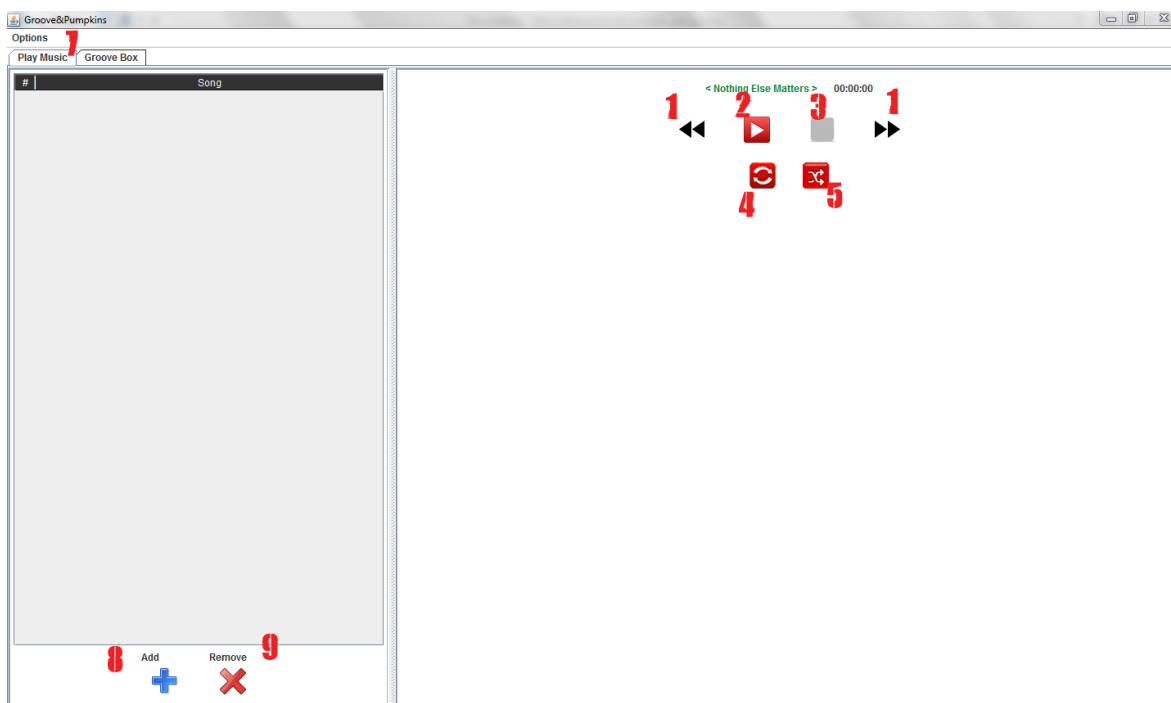 Groove&Pumpkins
Options
7
Play Music Groove Box
# Song
< Nothing Else Matters > 00:00:00
1 2 3 1
4 5
8 Add Remove 9